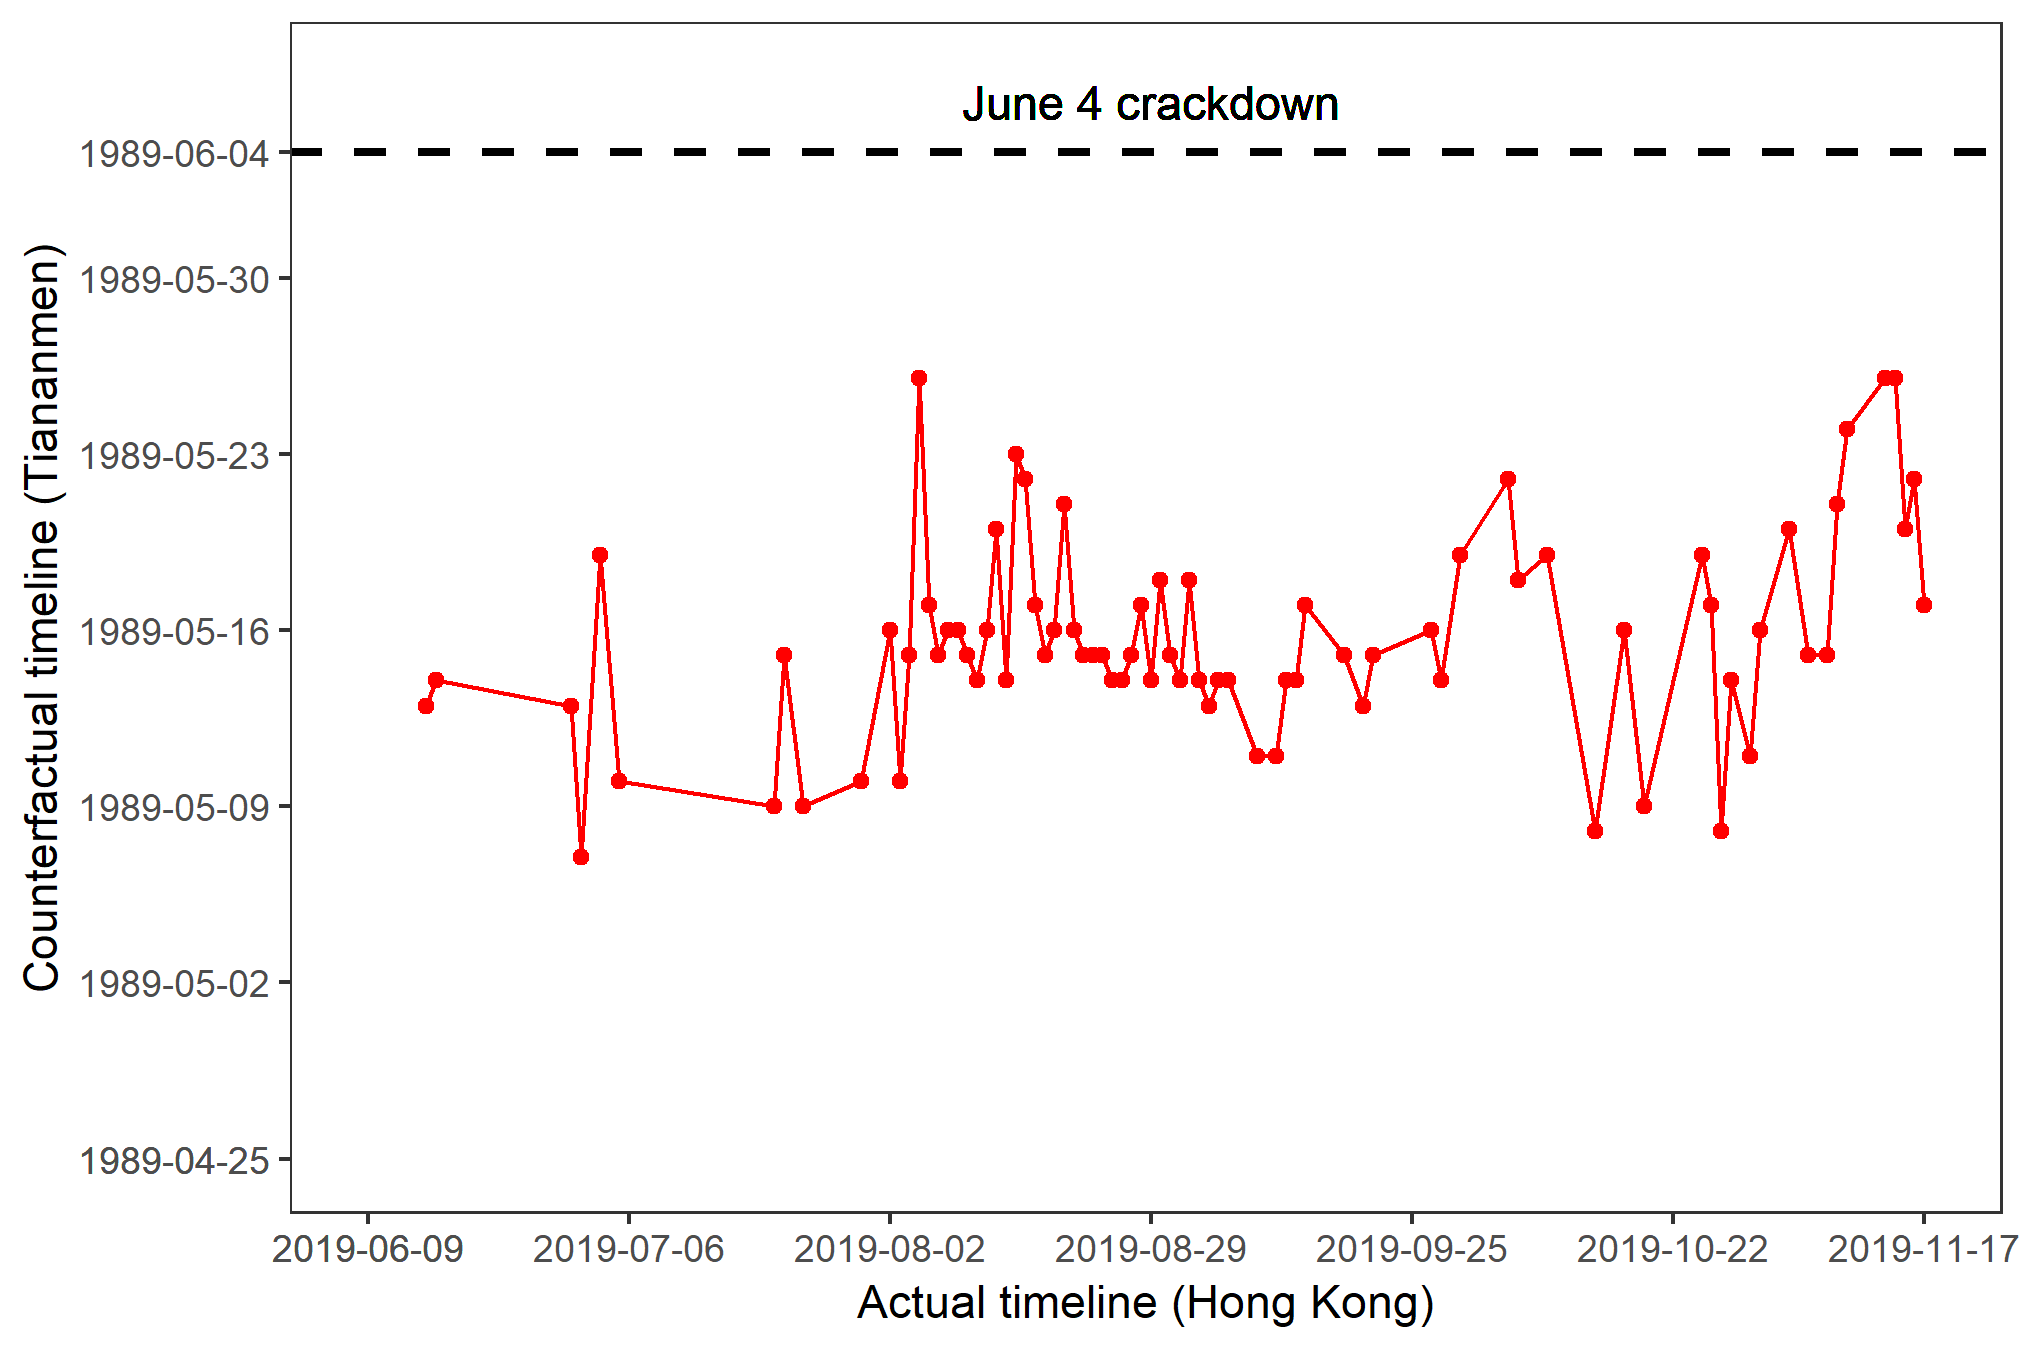 June 4 crackdown
1989-06-04
1989-05-30
1989-05-23
1989-05-16
1989-05-09
1989-05-02
1989-04-25
Counterfactual timeline (Tiananmen)
2019-06-09 2019-07-06 2019-08-02 2019-08-29 2019-09-25 2019-10-22 2019-11-17
Actual timeline (Hong Kong)